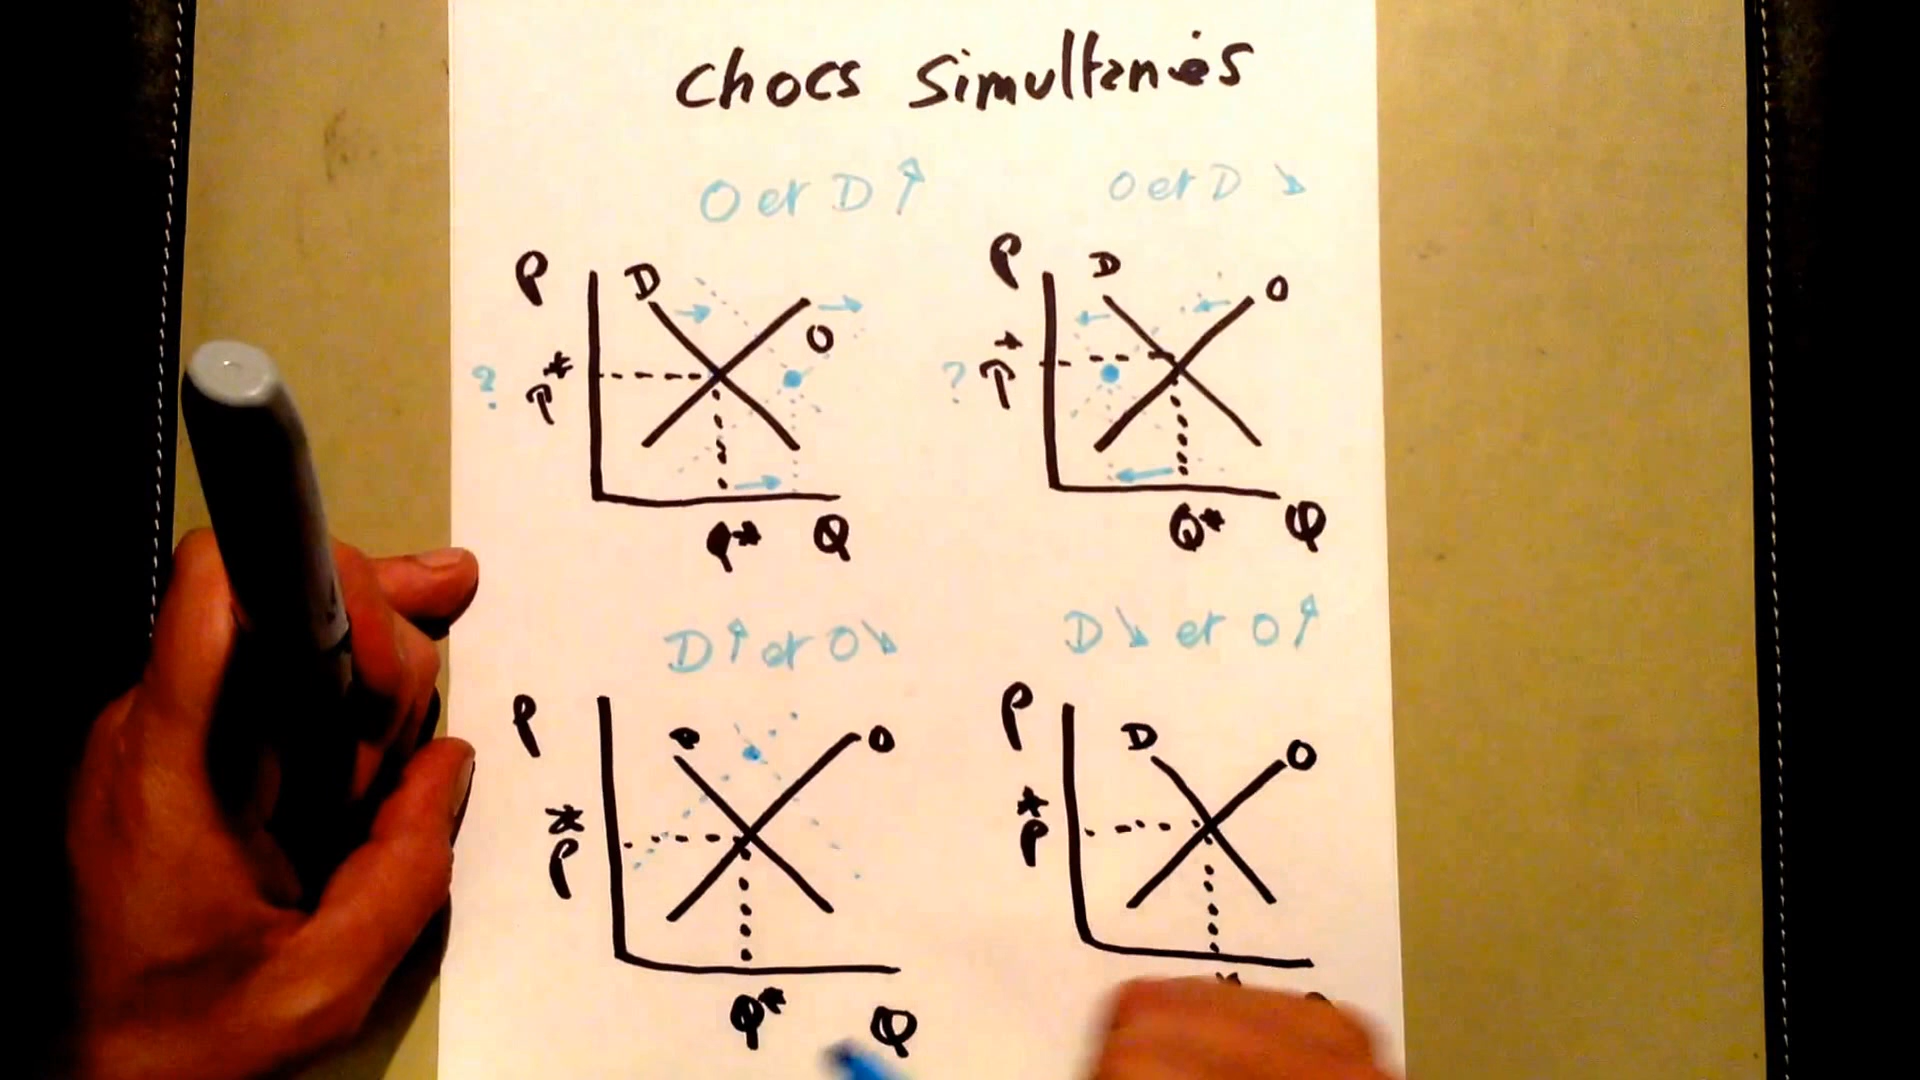 Chocs Simultanés
O et D ↑
O et D ↘
P
D
O
? P*
Q*
Q
P
D
O
? P*
Q*
Q
D ↑ et O ↘
D ↘ et O ↑
P
O
P*
Q*
Q
P
D
O
P*